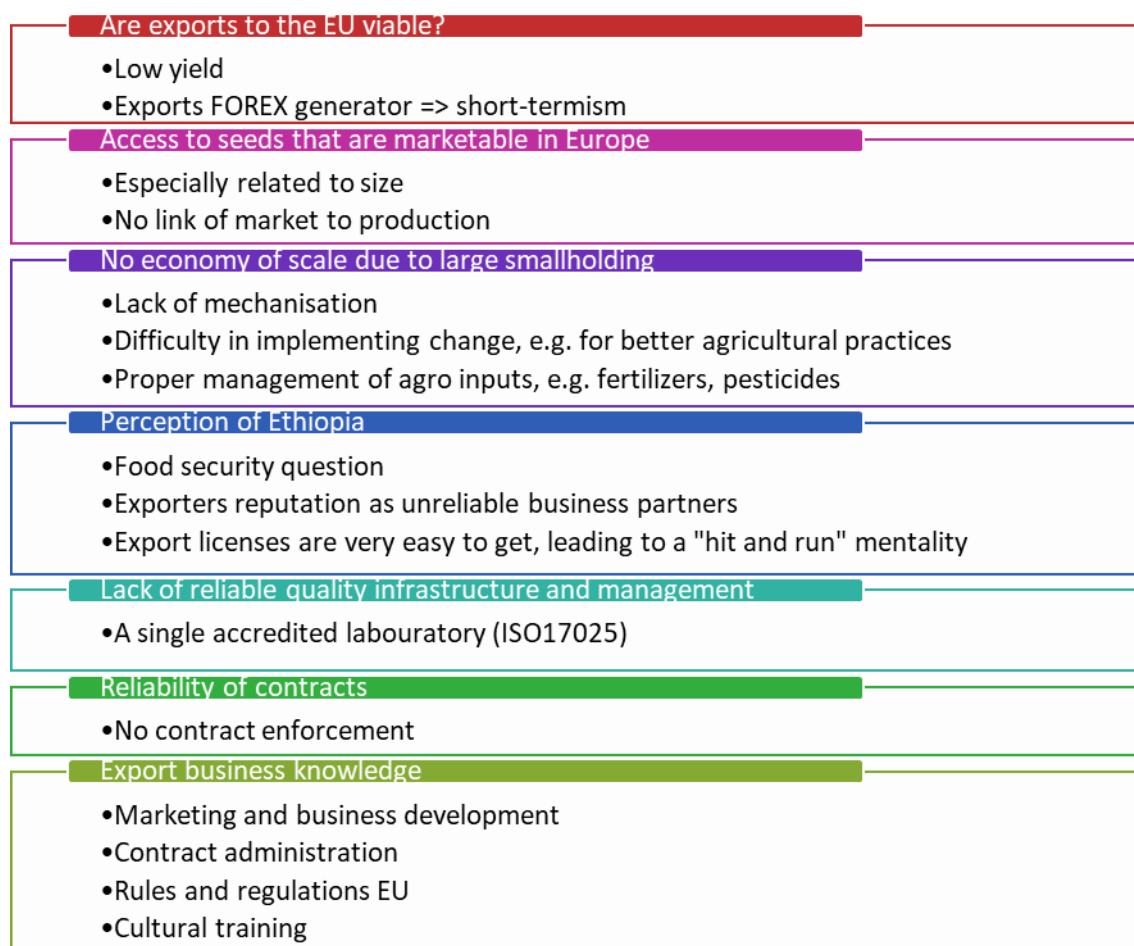 Are exports to the EU viable?
•Low yield
•Exports FOREX generator => short-termism
Access to seeds that are marketable in Europe
•Especially related to size
•No link of market to production
No economy of scale due to large smallholding
•Lack of mechanisation
•Difficulty in implementing change, e.g. for better agricultural practices
•Proper management of agro inputs, e.g. fertilizers, pesticides
Perception of Ethiopia
•Food security question
•Exporters reputation as unreliable business partners
•Export licenses are very easy to get, leading to a "hit and run" mentality
Lack of reliable quality infrastructure and management
•A single accredited labouratory (ISO17025)
Reliability of contracts
•No contract enforcement
Export business knowledge
•Marketing and business development
•Contract administration
•Rules and regulations EU
•Cultural training